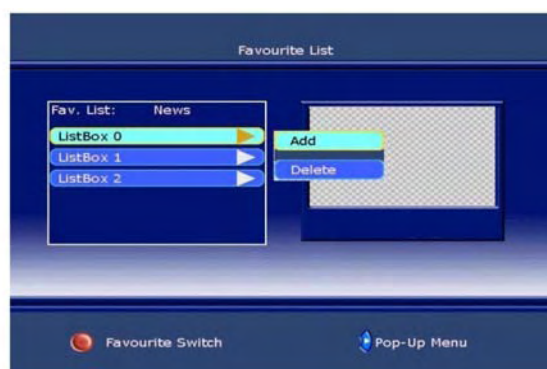 Favourite List
Fav. List: News
ListBox 0
Add
ListBox 1
Delete
ListBox 2
Favourite Switch
Pop-Up Menu